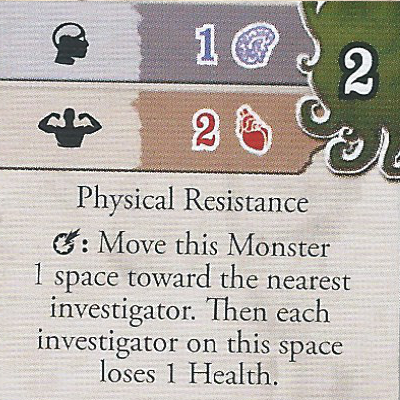 1
2
2
Physical Resistance
: Move this Monster
1 space toward the nearest
investigator. Then each
investigator on this space
loses 1 Health.